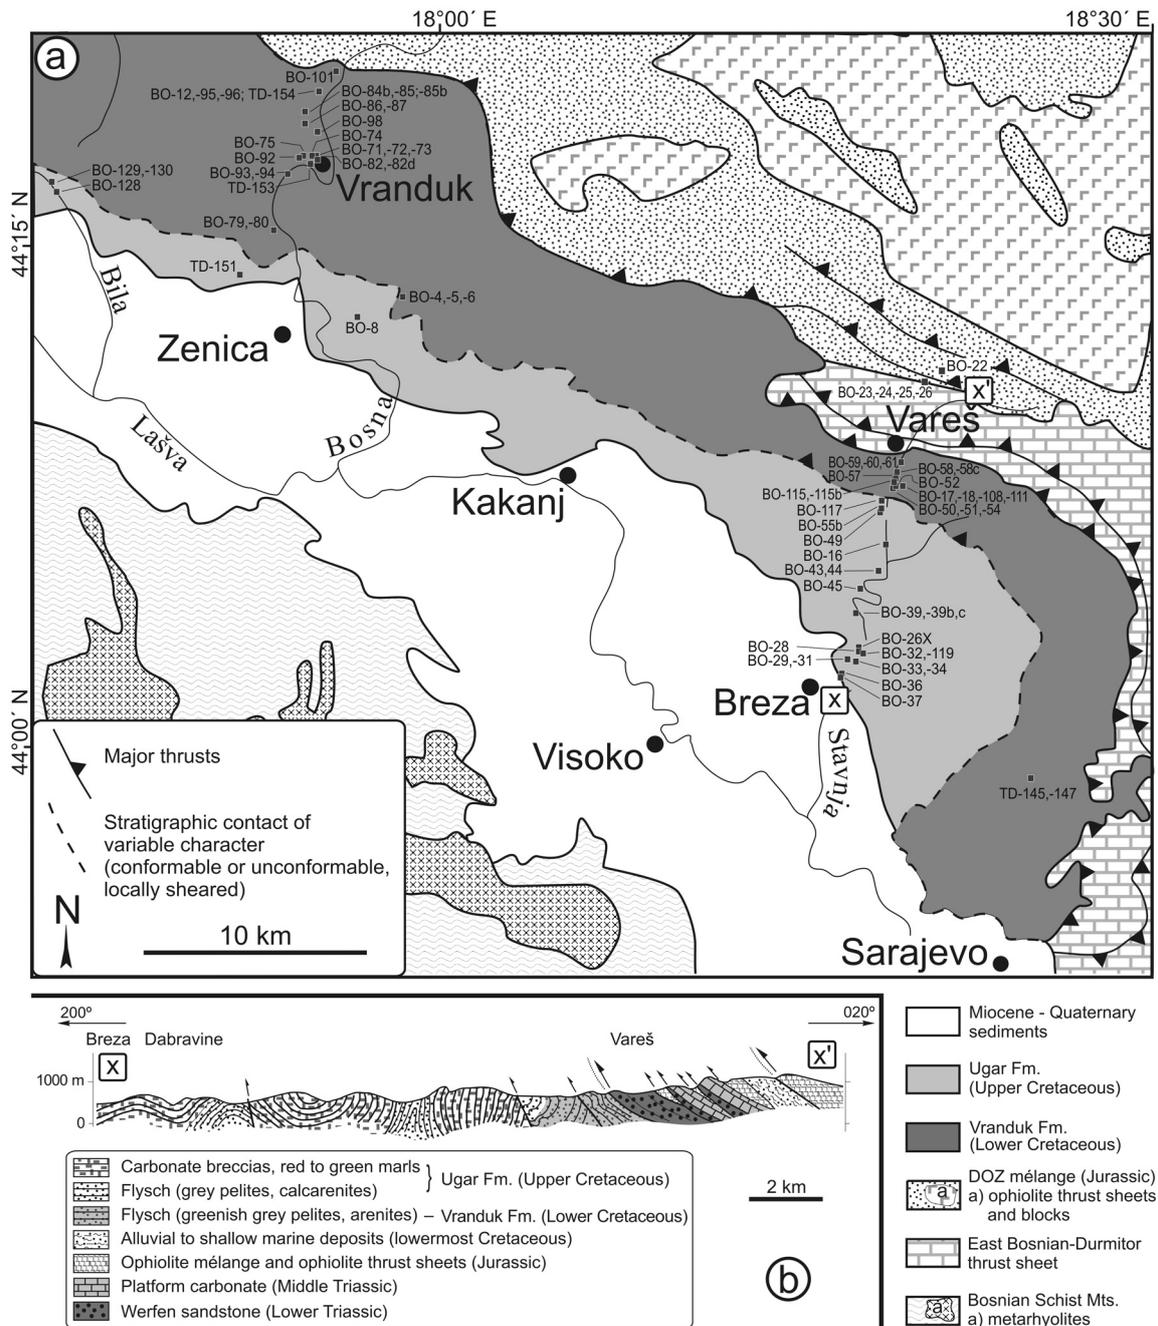 18°00´ E
18°30´ E
a
BO-101
BO-12,-95,-96; TD-154
BO-84b,-85;-85b
BO-86,-87
BO-98
BO-74
BO-75
BO-71,-72,-73
BO-92
BO-82,-82d
BO-93,-94
TD-153
BO-129,-130
BO-128
Vranduk
BO-79,-80
44°15´ N
TD-151
BO-4,-5,-6
BO-8
Bila
Zenica
BO-22
x'
BO-23,-24,-25,-26
Vareš
Lašva
Bosna
BO-59,-60,-61
BO-58,-58c
BO-57
BO-52
BO-115,-115b
BO-17,-18,-108,-111
BO-117
BO-50,-51,-54
Kakanj
BO-55b
BO-49
BO-16
BO-43,44
BO-45
BO-39,-39b,c
BO-26X
BO-28
BO-32,-119
BO-29,-31
BO-33,-34
BO-36
BO-37
Breza
x
44°00´ N
Visoko
Stavnja
TD-145,-147
Major thrusts
Stratigraphic contact of
variable character
(conformable or unconformable,
locally sheared)
N
10 km
Sarajevo
200º
020º
Breza
Dabravine
Vareš
x
x'
1000 m
0
Carbonate breccias, red to green marls
Flysch (grey pelites, calcarenites)
} Ugar Fm. (Upper Cretaceous)
Flysch (greenish grey pelites, arenites) – Vranduk Fm. (Lower Cretaceous)
Alluvial to shallow marine deposits (lowermost Cretaceous)
Ophiolite mélange and ophiolite thrust sheets (Jurassic)
Platform carbonate (Middle Triassic)
Werfen sandstone (Lower Triassic)
2 km
b
Miocene - Quaternary
sediments
Ugar Fm.
(Upper Cretaceous)
Vranduk Fm.
(Lower Cretaceous)
a
DOZ mélange (Jurassic)
a) ophiolite thrust sheets
and blocks
East Bosnian-Durmitor
thrust sheet
a
Bosnian Schist Mts.
a) metarhyolites